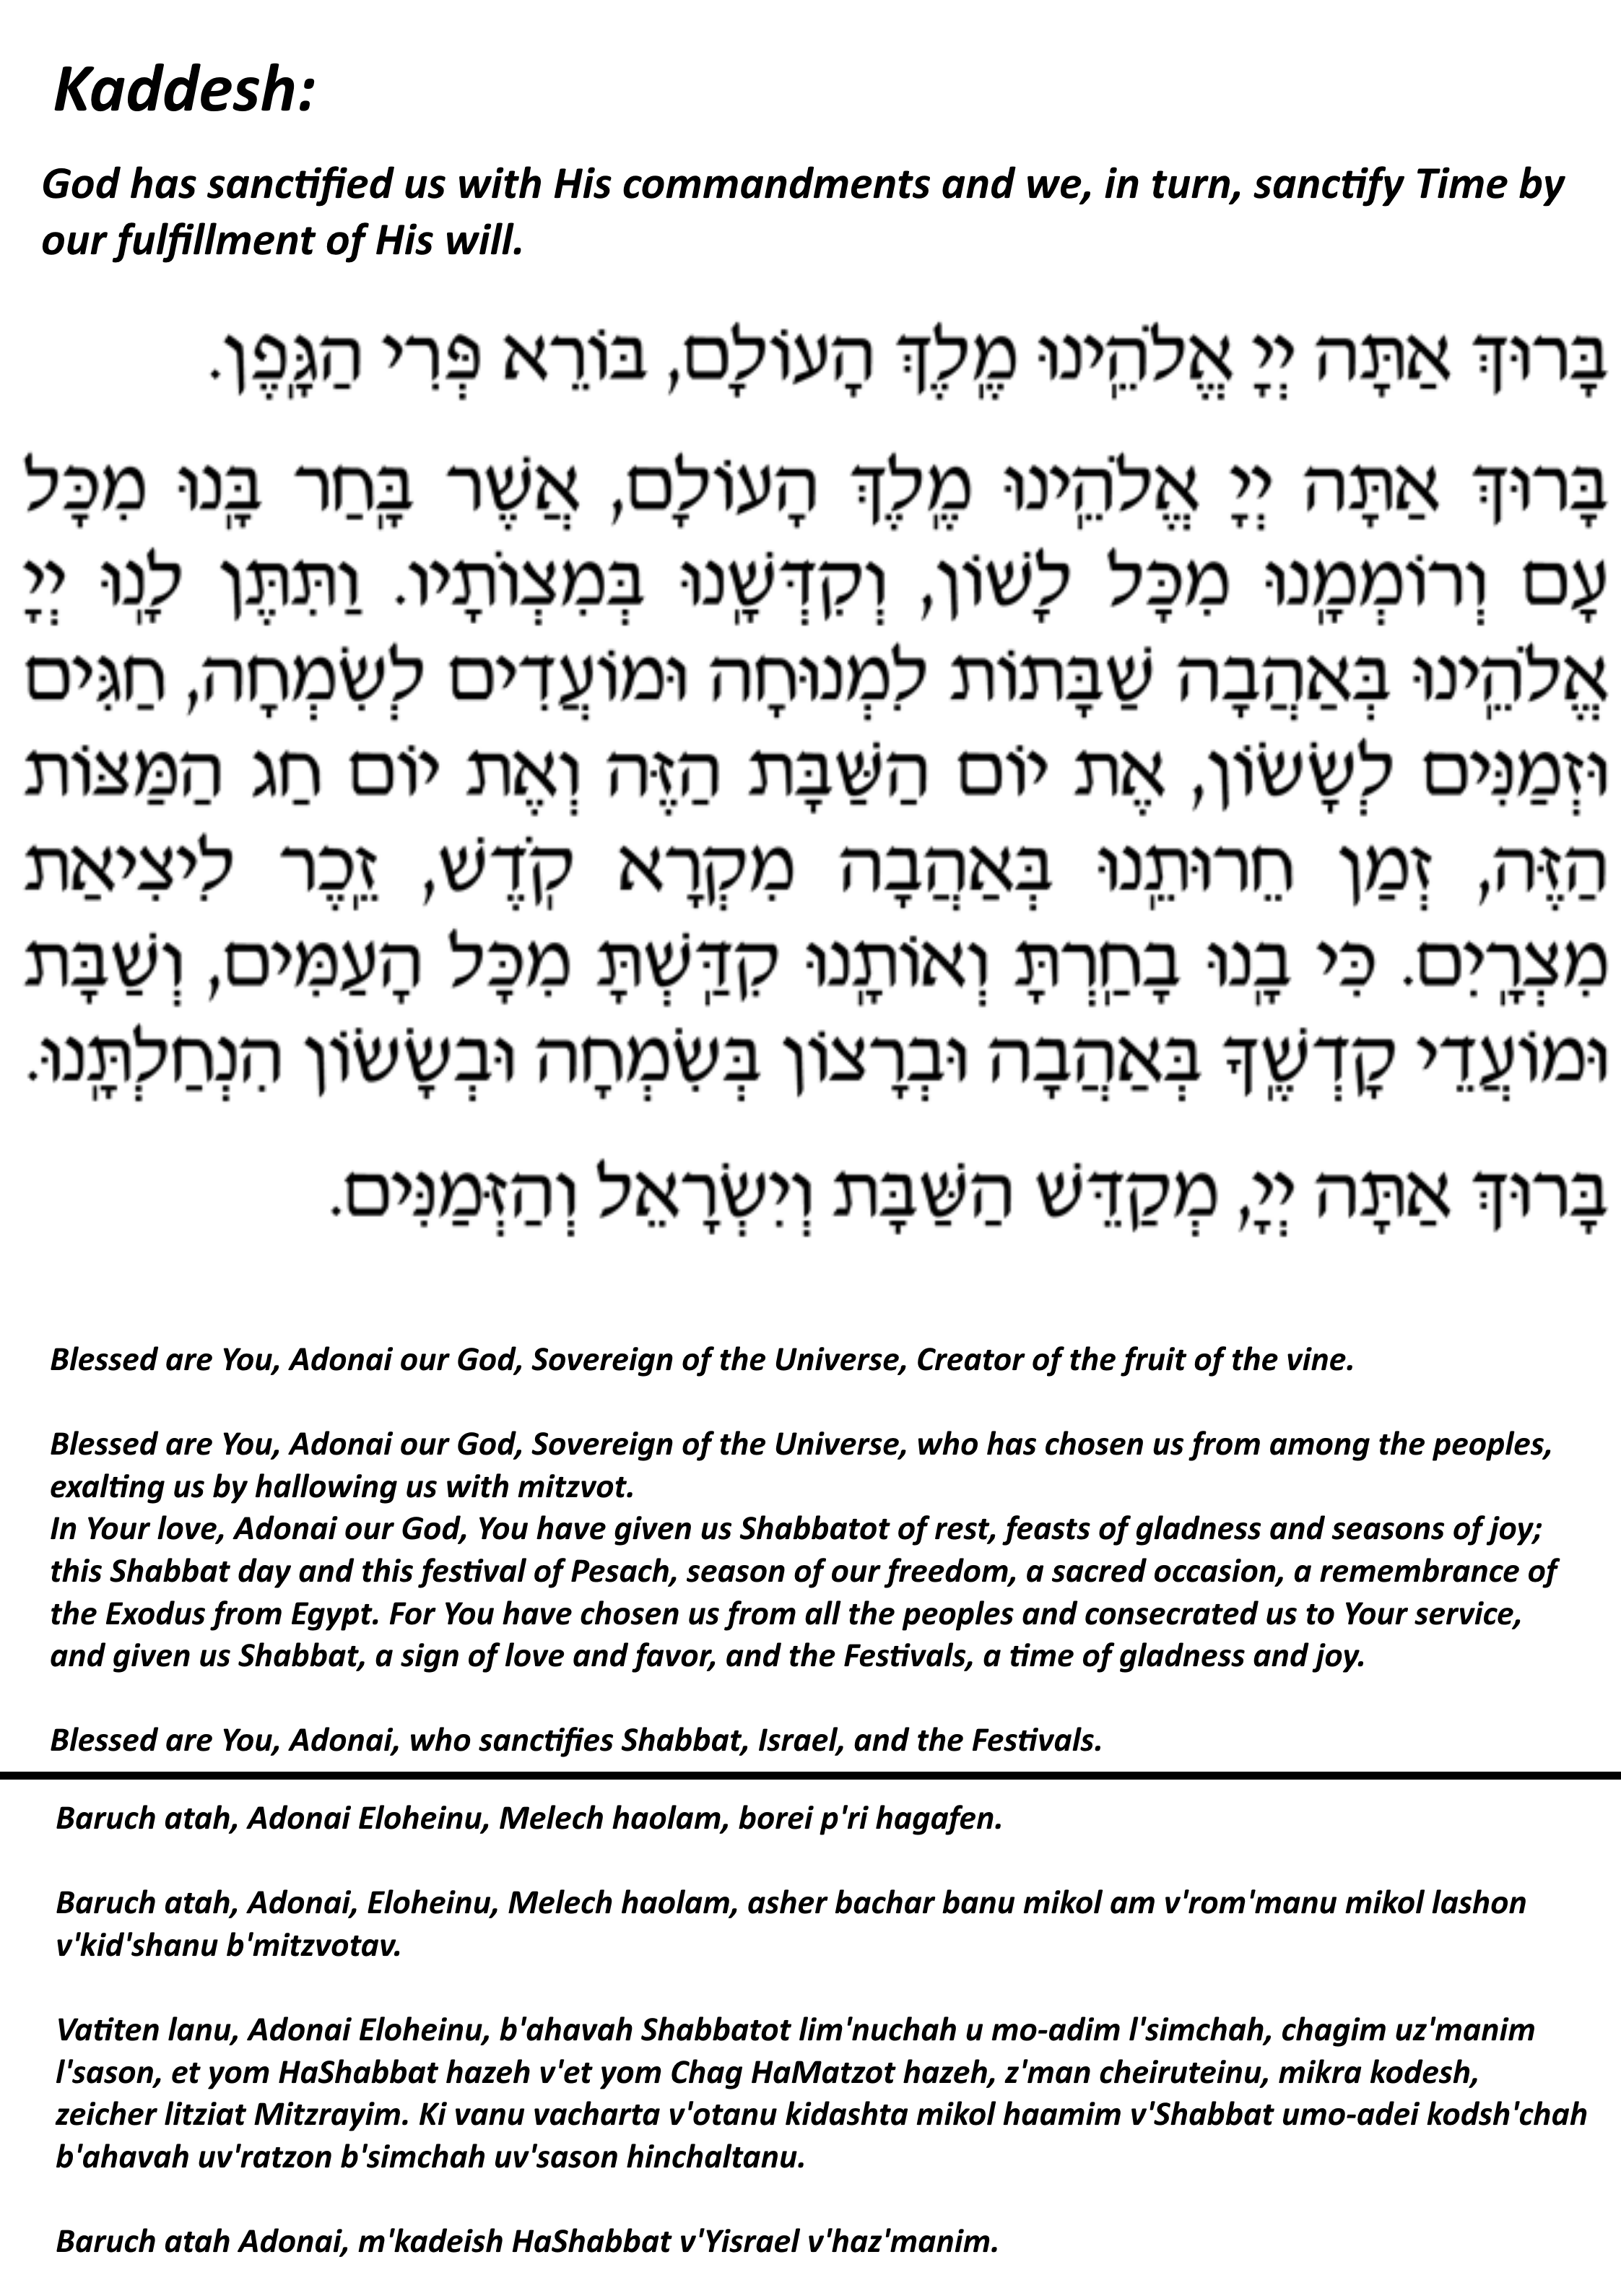 Kaddesh:
God has sanctified us with His commandments and we, in turn, sanctify Time by
our fulfillment of His will.
בָּרוּךְ אַתָּה יְיָ אֱלֹהֵינוּ מֶלֶךְ הָעוֹלָם, בּוֹרֵא פְּרִי הַגָּפֶן.
בָּרוּךְ אַתָּה יְיָ אֱלֹהֵינוּ מֶלֶךְ הָעוֹלָם, אֲשֶׁר בָּחַר בָּנוּ מִכָּל
עָם וְרוֹמְמָנוּ מִכָּל לָשׁוֹן, וְקִדְּשָׁנוּ בְּמִצְוֹתָיו. וַתִּתֶּן לָנוּ יְיָ
אֱלֹהֵינוּ בְּאַהֲבָה שַׁבָּתוֹת לִמְנוּחָה וּמוֹעֲדִים לְשִׂמְחָה, חַגִּים
וּזְמַנִּים לְשָׂשׂוֹן, אֶת יוֹם הַשַּׁבָּת הַזֶּה וְאֶת יוֹם חַג הַמַּצּוֹת
הַזֶּה, זְמַן חֵרוּתֵנוּ בְּאַהֲבָה מִקְרָא קֹדֶשׁ, זֵכֶר לִיצִיאַת
מִצְרָיִם. כִּי בָנוּ בָחַרְתָּ וְאוֹתָנוּ קִדַּשְׁתָּ מִכָּל הָעַמִּים, וְשַׁבָּת
וּמוֹעֲדֵי קָדְשֶׁךָ בְּאַהֲבָה וּבְרָצוֹן בְּשִׂמְחָה וּבְשָׂשׂוֹן הִנְחַלְתָּנוּ.
בָּרוּךְ אַתָּה יְיָ, מְקַדֵּשׁ הַשַּׁבָּת וְיִשְׂרָאֵל וְהַזְּמַנִּים.
Blessed are You, Adonai our God, Sovereign of the Universe, Creator of the fruit of the vine.
Blessed are You, Adonai our God, Sovereign of the Universe, who has chosen us from among the peoples,
exalting us by hallowing us with mitzvot.
In Your love, Adonai our God, You have given us Shabbatot of rest, feasts of gladness and seasons of joy;
this Shabbat day and this festival of Pesach, season of our freedom, a sacred occasion, a remembrance of
the Exodus from Egypt. For You have chosen us from all the peoples and consecrated us to Your service,
and given us Shabbat, a sign of love and favor, and the Festivals, a time of gladness and joy.
Blessed are You, Adonai, who sanctifies Shabbat, Israel, and the Festivals.
Baruch atah, Adonai Eloheinu, Melech haolam, borei p'ri hagafen.
Baruch atah, Adonai, Eloheinu, Melech haolam, asher bachar banu mikol am v'rom'manu mikol lashon
v'kid'shanu b'mitzvotav.
Vatiten lanu, Adonai Eloheinu, b'ahavah Shabbatot lim'nuchah u mo-adim l'simchah, chagim uz'manim
l'sason, et yom HaShabbat hazeh v'et yom Chag HaMatzot hazeh, z'man cheiruteinu, mikra kodesh,
zeicher litziat Mitzrayim. Ki vanu vacharta v'otanu kidashta mikol haamim v'Shabbat umo-adei kodsh'chah
b'ahavah uv'ratzon b'simchah uv'sason hinchaltanu.
Baruch atah Adonai, m'kadeish HaShabbat v'Yisrael v'haz'manim.